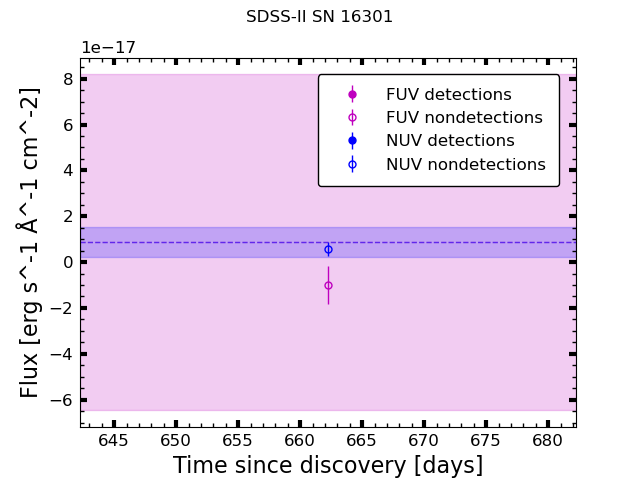 SDSS-II SN 16301
1e−17
FUV detections
FUV nondetections
NUV detections
NUV nondetections
8
6
4
2
0
−2
−4
−6
Flux [erg s^-1 Å^-1 cm^-2]
645 650 655 660 665 670 675 680
Time since discovery [days]